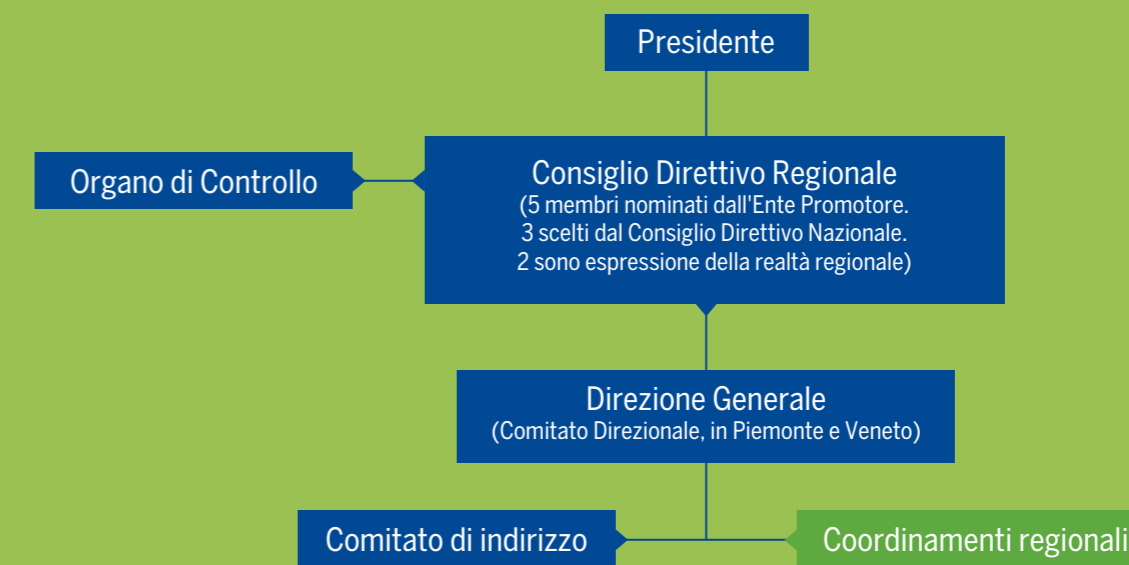 Presidente
Organo di Controllo
Consiglio Direttivo Regionale
(5 membri nominati dall'Ente Promotore.
3 scelti dal Consiglio Direttivo Nazionale.
2 sono espressione della realtà regionale)
Direzione Generale
(Comitato Direzionale, in Piemonte e Veneto)
Comitato di indirizzo
Coordinamenti regionali